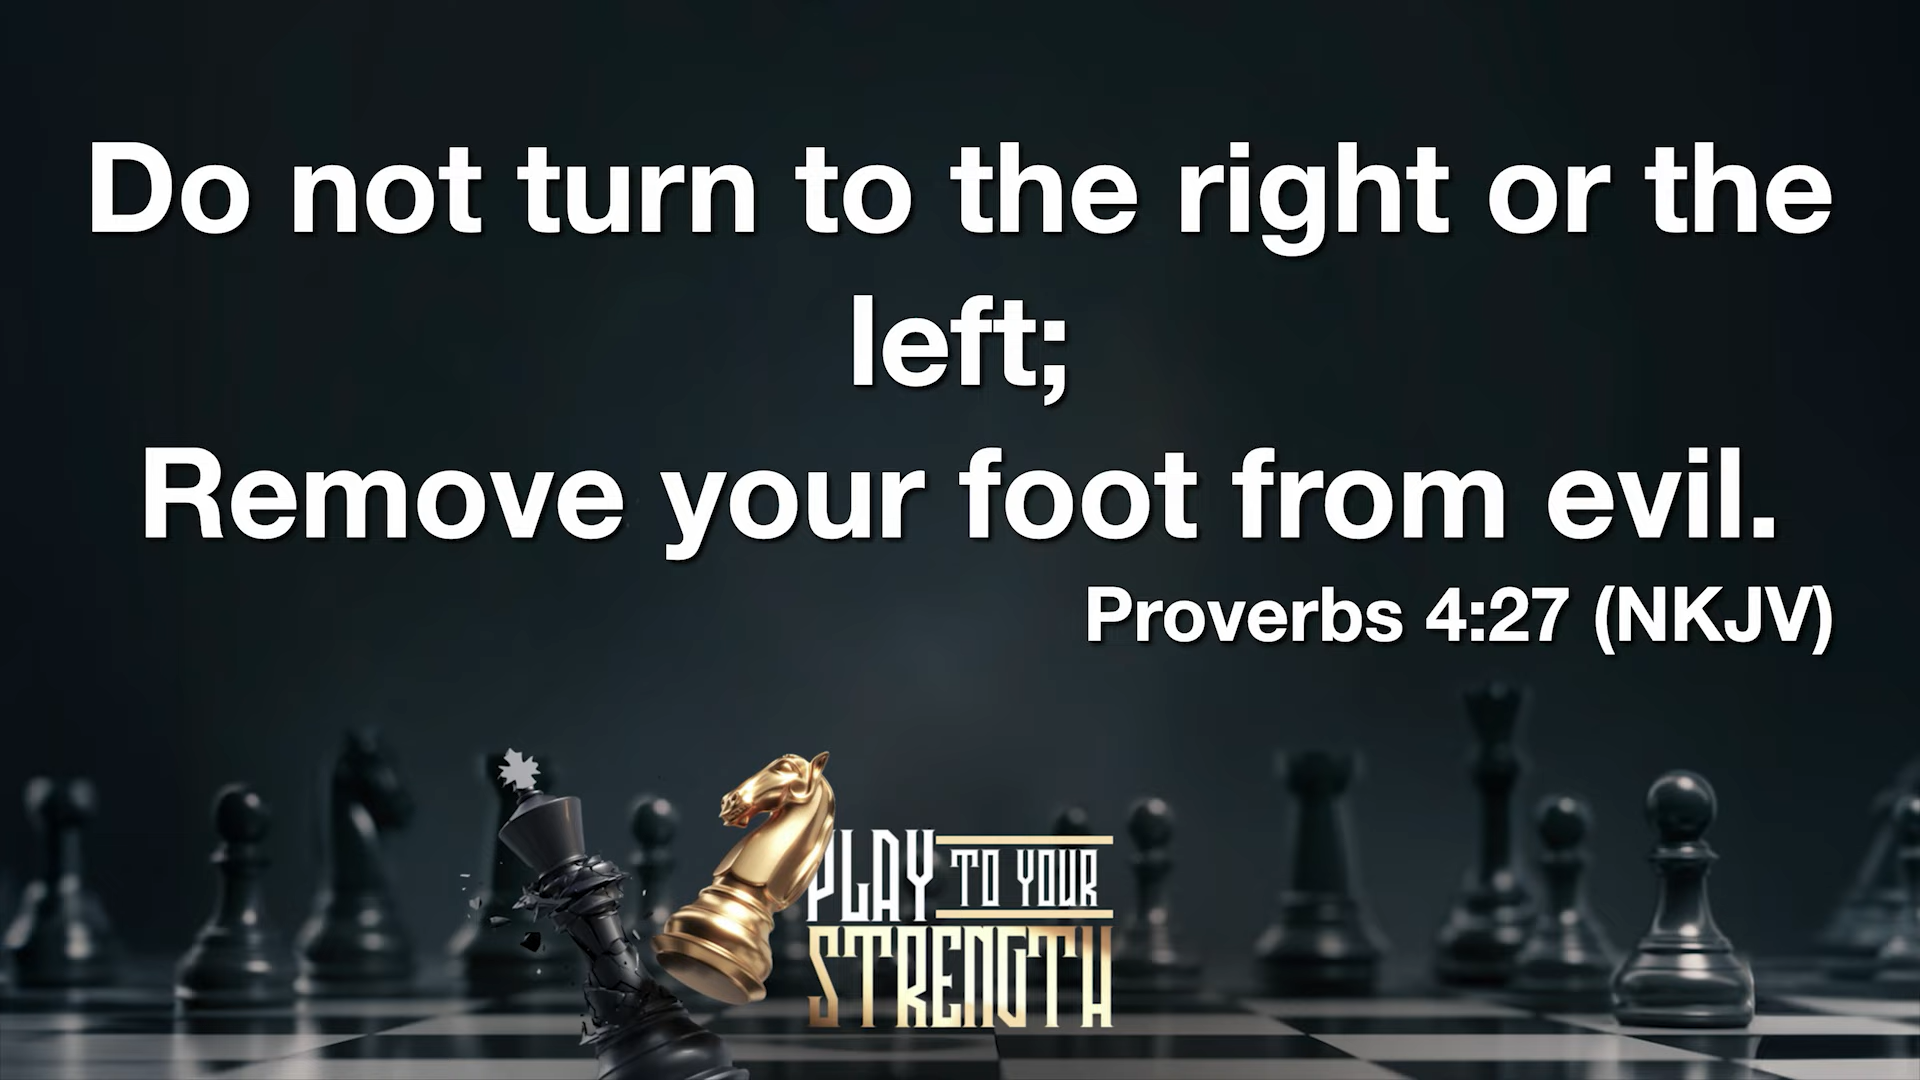 Do not turn to the right or the
left;
Remove your foot from evil.
Proverbs 4:27 (NKJV)
PLAY TO YOUR
STRENGTH